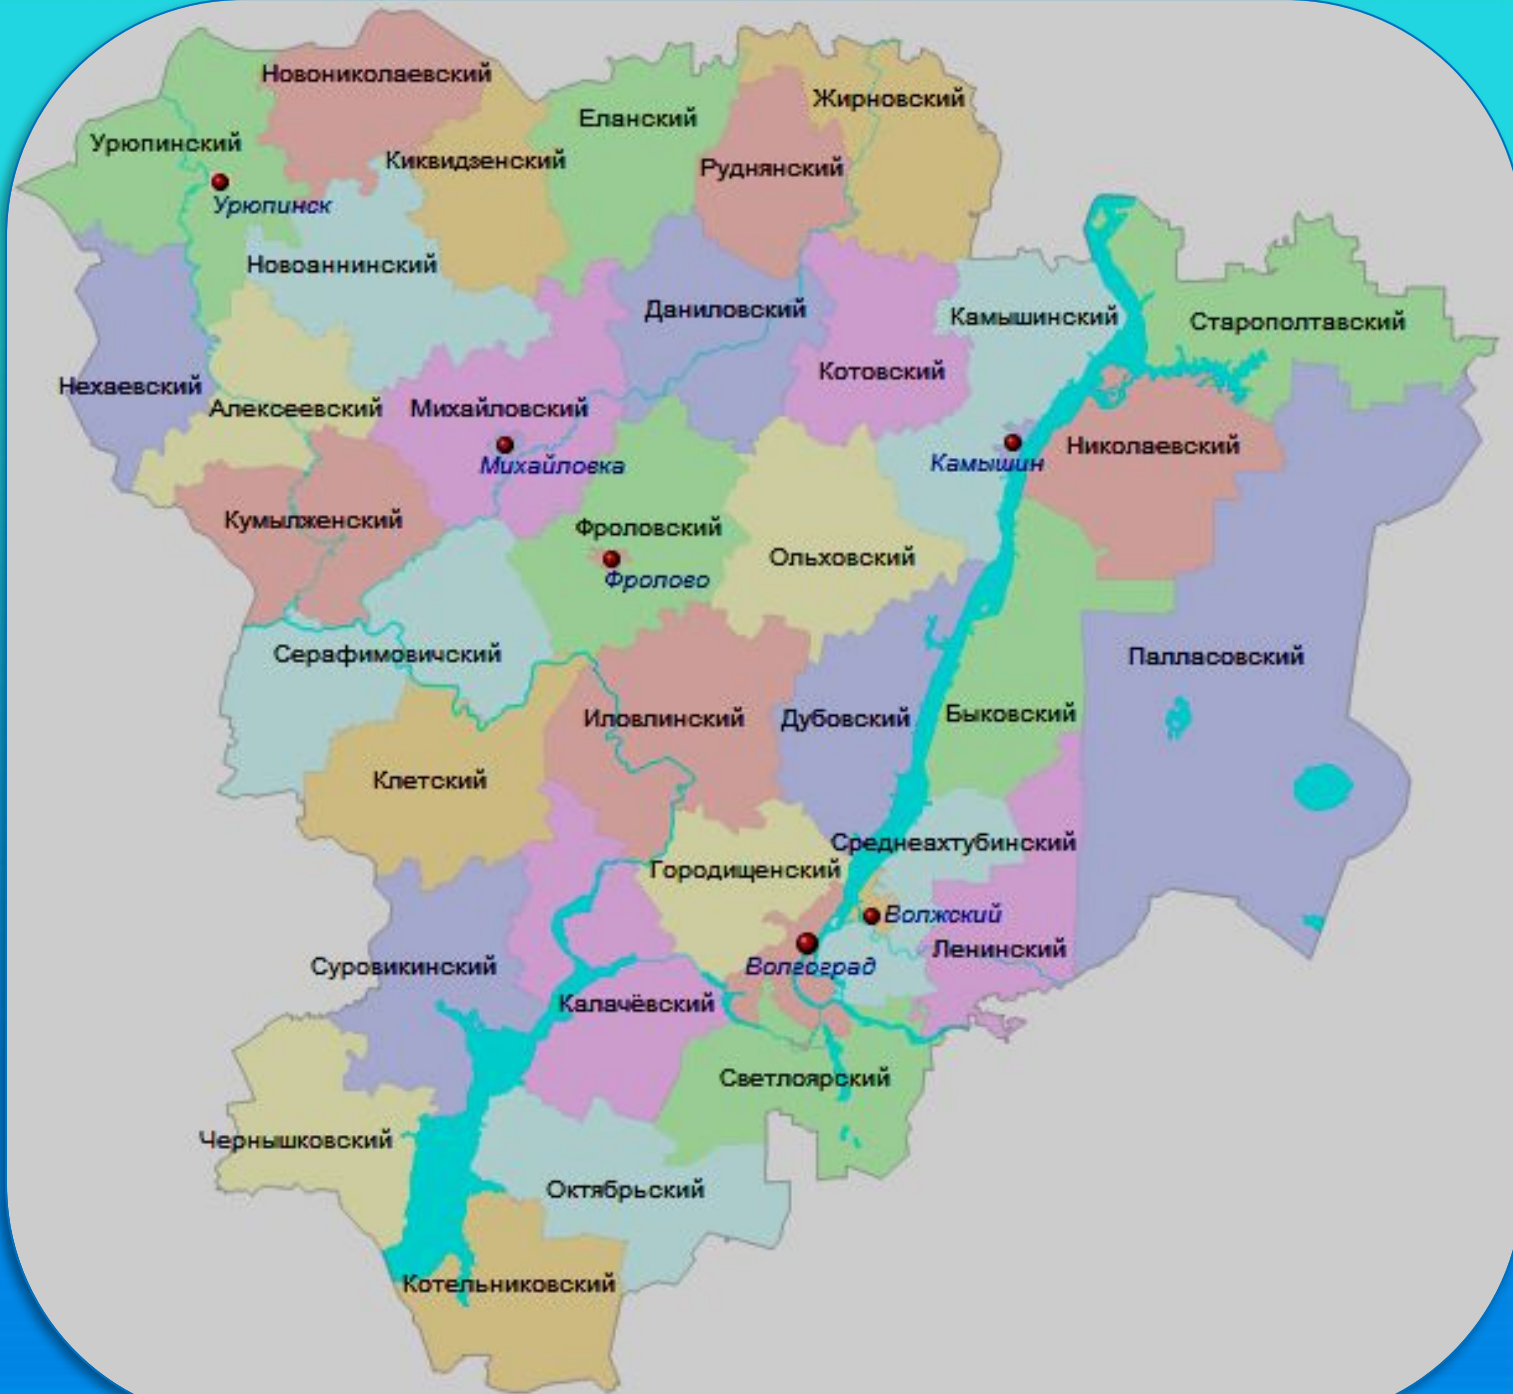 Новониколаевский
Жирновский
Еланский
Урюпинский
Киквидзенский
Руднянский
Урюпинск
Новоаннинский
Даниловский
Камышинский
Старополтавский
Котовский
Нехаевский
Алексеевский
Михайловский
Николаевский
Михайловка
Камышин
Кумылженский
Фроловский
Ольховский
Фролово
Серафимовичский
Палласовский
Иловлинский
Дубовский
Быковский
Клетский
Среднеахтубинский
Городищенский
Волжский
Ленинский
Суровикинский
Волгоград
Калачёвский
Светлоярский
Чернышковский
Октябрьский
Котельниковский